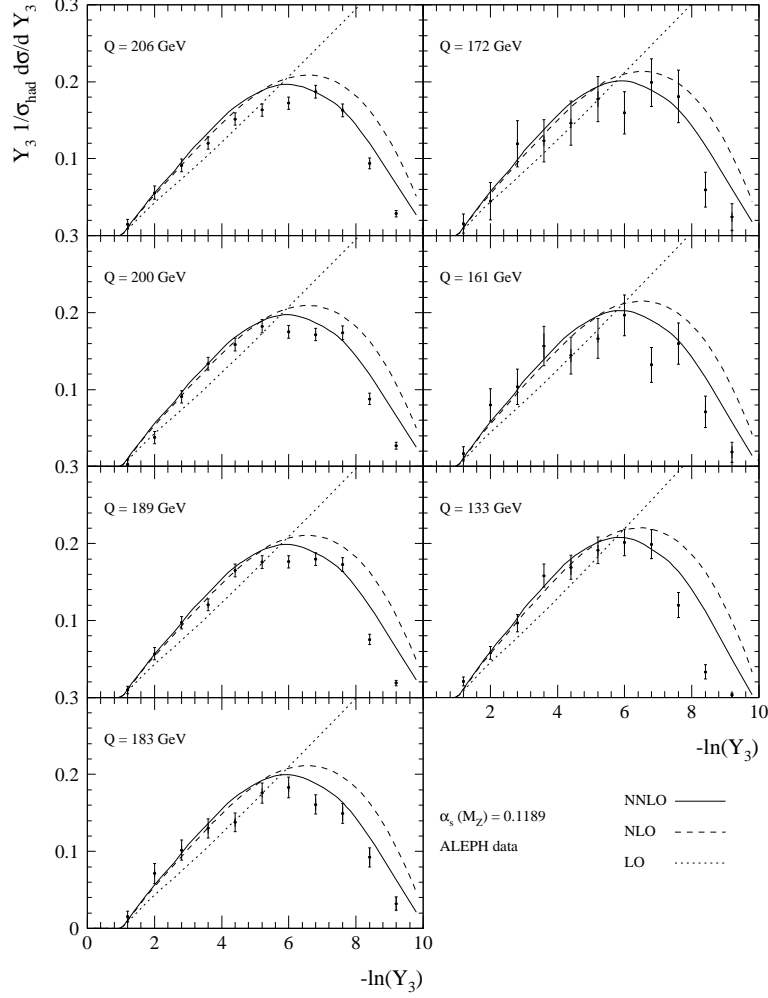 Y3 1/σhad dσ/d Y3
0.3
0.2
0.1
0.3
0.2
0.1
0.3
0.2
0.1
0.3
0.2
0.1
0
Q = 206 GeV
Q = 172 GeV
Q = 200 GeV
Q = 161 GeV
Q = 189 GeV
Q = 133 GeV
2 4 6 8 10
-ln(Y3)
Q = 183 GeV
αs (MZ) = 0.1189
ALEPH data
NNLO
NLO
LO
0 2 4 6 8 10
-ln(Y3)